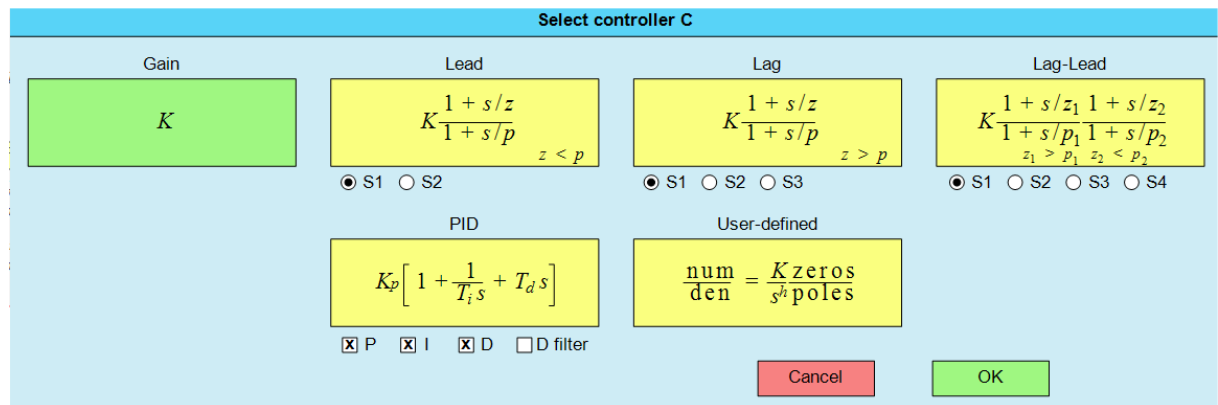 Select controller C
Gain Lead Lag Lag-Lead
K
K (1 + s/z)/(1 + s/p)
z < p
K (1 + s/z)/(1 + s/p)
z > p
K (1 + s/z₁)/(1 + s/p₁) (1 + s/z₂)/(1 + s/p₂)
z₁ > p₁ z₂ < p₂
S1 S2
S1 S2 S3
S1 S2 S3 S4
PID User-defined
Kp[ 1 + 1/(Tᵢ s) + T_d s ]
num/den = K zeros/(sʰ poles)
x P x I x D D filter
Cancel OK